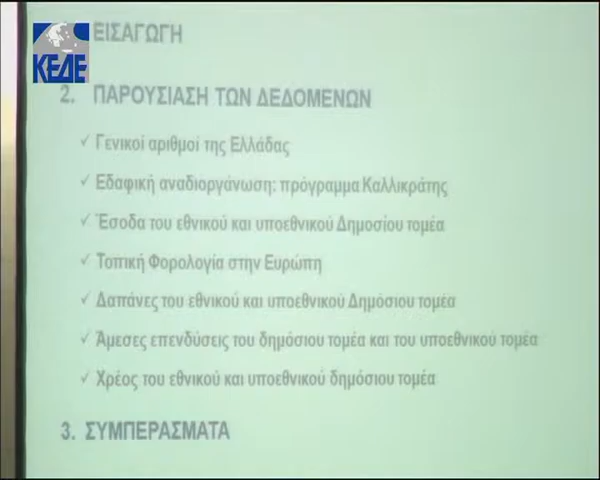 ΕΙΣΑΓΩΓΗ
ΚΕΔΕ
2. ΠΑΡΟΥΣΙΑΣΗ ΤΩΝ ΔΕΔΟΜΕΝΩΝ
✓ Γενικοί αριθμοί της Ελλάδας
✓ Εδαφική αναδιοργάνωση: πρόγραμμα Καλλικράτης
✓ Έσοδα του εθνικού και υποεθνικού Δημοσίου τομέα
✓ Τοπική Φορολογία στην Ευρώπη
✓ Δαπάνες του εθνικού και υποεθνικού Δημόσιου τομέα
✓ Άμεσες επενδύσεις του δημόσιου τομέα και του υποεθνικού τομέα
✓ Χρέος του εθνικού και υποεθνικού δημόσιου τομέα
3. ΣΥΜΠΕΡΑΣΜΑΤΑ